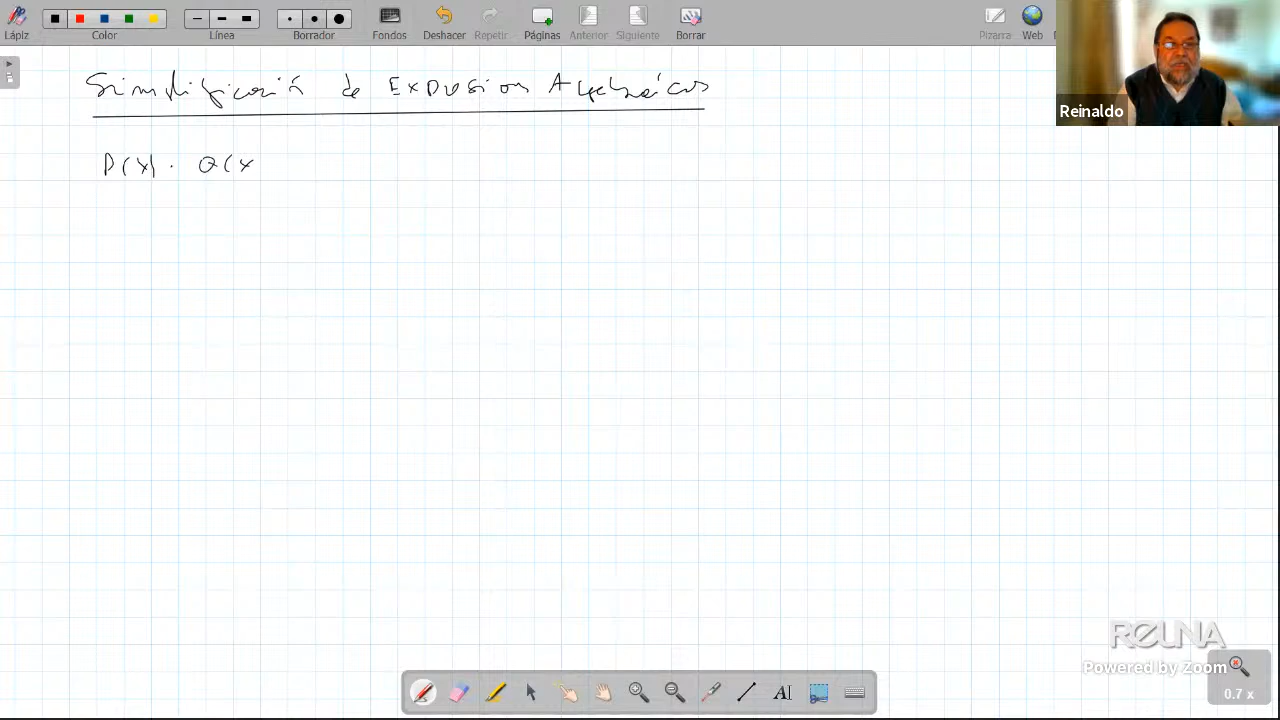 Lápiz Color Línea Borrador Fondos Deshacer Repetir Páginas Anterior Siguiente Borrar Pizarra Web
Simplificación de Expresion Algebraicas
P(x) · Q(x
Reinaldo
REUNA
Powered by Zoom
0.7 x